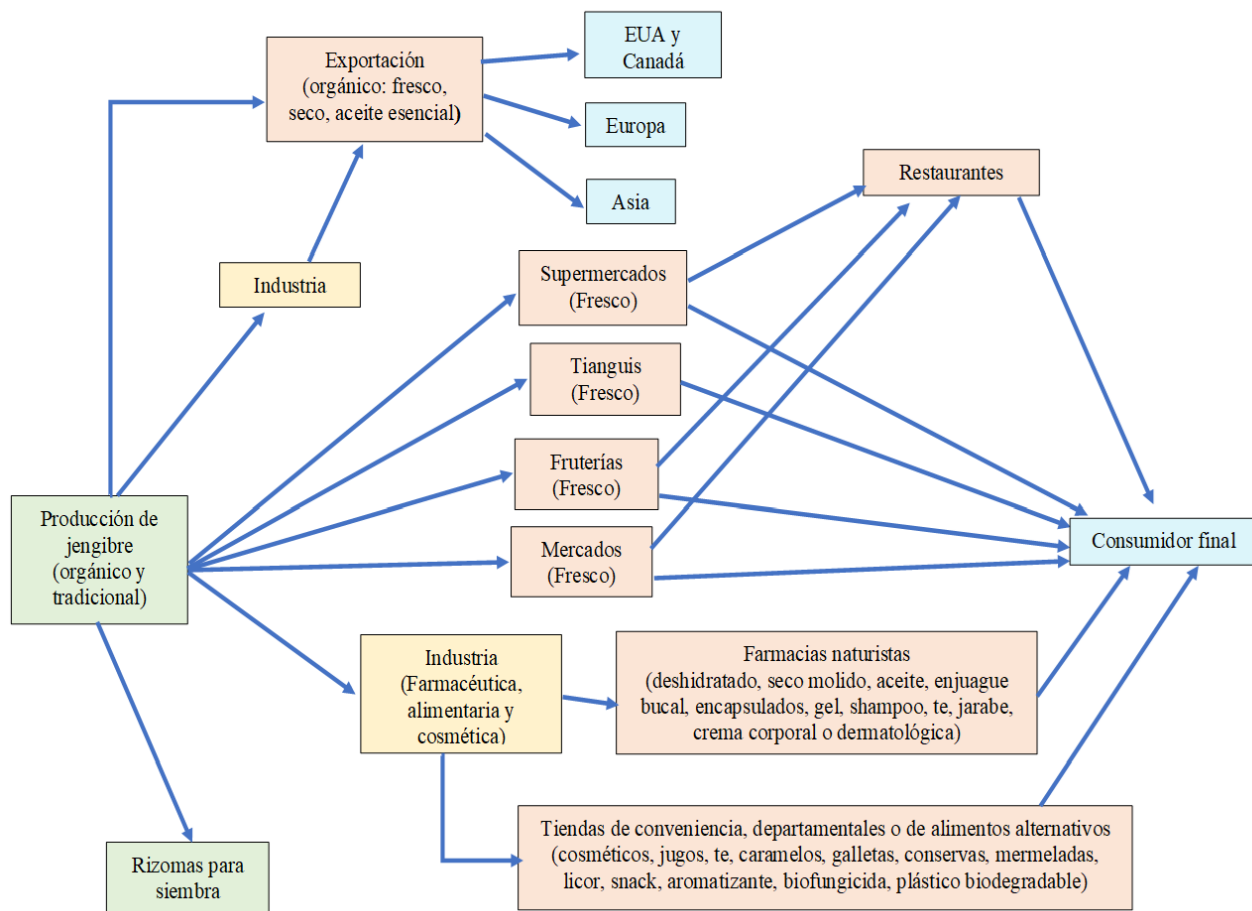 EUA y
Canadá
Exportación
(orgánico: fresco,
seco, aceite esencial)
Europa
Asia
Restaurantes
Industria
Supermercados
(Fresco)
Tianguis
(Fresco)
Fruterías
(Fresco)
Mercados
(Fresco)
Producción de
jengibre
(orgánico y
tradicional)
Consumidor final
Industria
(Farmacéutica,
alimentaria y
cosmética)
Farmacias naturistas
(deshidratado, seco molido, aceite, enjuague
bucal, encapsulados, gel, shampoo, te, jarabe,
crema corporal o dermatológica)
Tiendas de conveniencia, departamentales o de alimentos alternativos
(cosméticos, jugos, te, caramelos, galletas, conservas, mermeladas,
licor, snack, aromatizante, biofungicida, plástico biodegradable)
Rizomas para
siembra